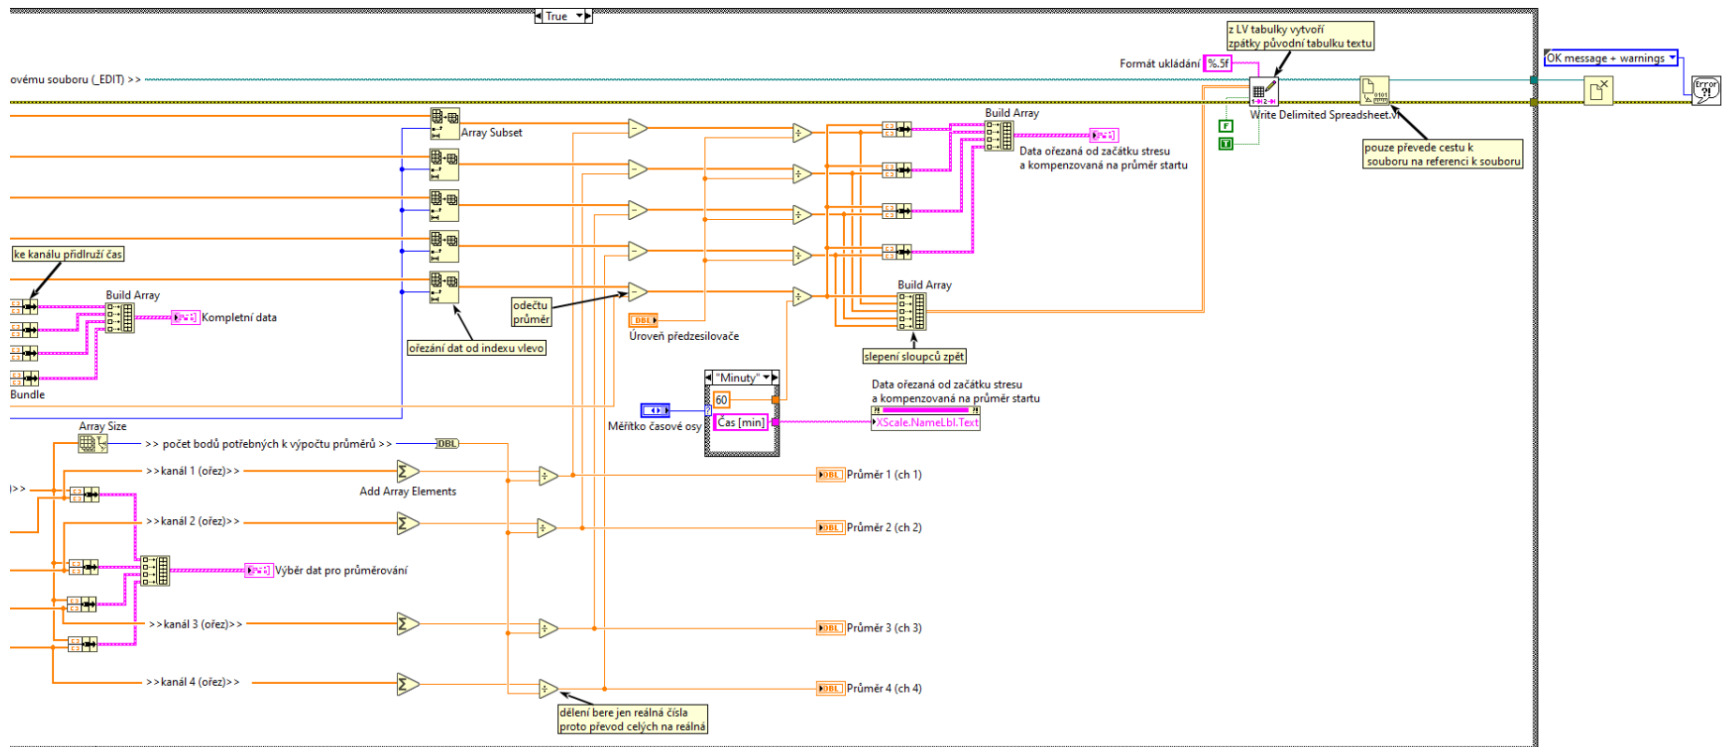 True
z LV tabulky vytvoří
zpátky původní tabulku textu
OK message + warnings
Formát ukládání
%.5f
ovému souboru (_EDIT) >>
Error
?!
Write Delimited Spreadsheet.vi
Build Array
Array Subset
F
T
pouze převede cestu k
souboru na referenci k souboru
Data ořezaná od začátku stresu
a kompenzovaná na průměr startu
ke kanálu přidlruží čas
Build Array
Kompletní data
Bundle
odečtu
průměr
DBL
Úroveň předzesilovače
ořezání dat od indexu vlevo
Build Array
slepení sloupců zpět
"Minuty"
60
Čas [min]
Měřítko časové osy
Data ořezaná od začátku stresu
a kompenzovaná na průměr startu
XScale.NameLbl.Text
Array Size
>> počet bodů potřebných k výpočtu průměrů >>
DBL
>>kanál 1 (ořez)>>
Add Array Elements
DBL
Průměr 1 (ch 1)
)>>
>>kanál 2 (ořez)>>
DBL
Průměr 2 (ch 2)
Výběr dat pro průměrování
>>kanál 3 (ořez)>>
DBL
Průměr 3 (ch 3)
>>kanál 4 (ořez)>>
DBL
Průměr 4 (ch 4)
dělení bere jen reálná čísla
proto převod celých na reálná